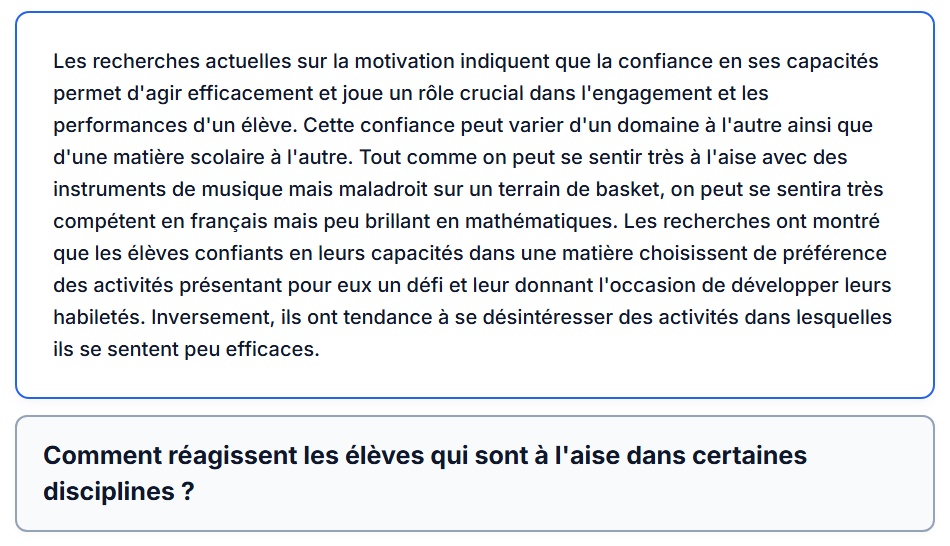 Les recherches actuelles sur la motivation indiquent que la confiance en ses capacités
permet d'agir efficacement et joue un rôle crucial dans l'engagement et les
performances d'un élève. Cette confiance peut varier d'un domaine à l'autre ainsi que
d'une matière scolaire à l'autre. Tout comme on peut se sentir très à l'aise avec des
instruments de musique mais maladroit sur un terrain de basket, on peut se sentira très
compétent en français mais peu brillant en mathématiques. Les recherches ont montré
que les élèves confiants en leurs capacités dans une matière choisissent de préférence
des activités présentant pour eux un défi et leur donnant l'occasion de développer leurs
habiletés. Inversement, ils ont tendance à se désintéresser des activités dans lesquelles
ils se sentent peu efficaces.
Comment réagissent les élèves qui sont à l'aise dans certaines
disciplines ?